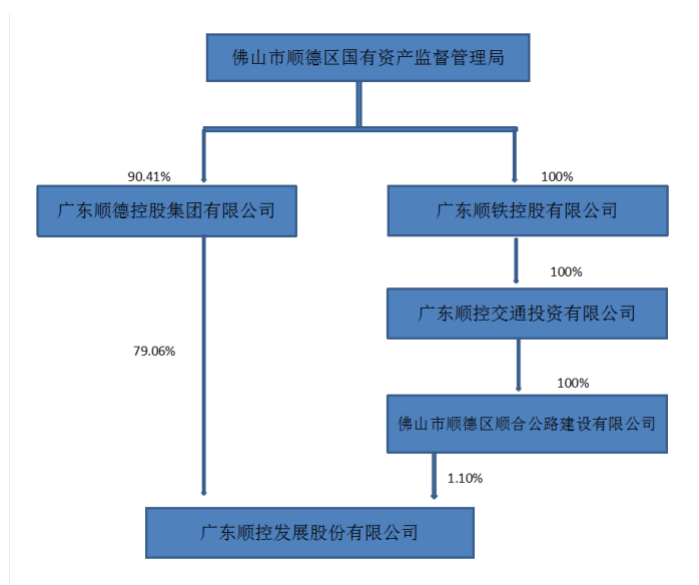 佛山市顺德区国有资产监督管理局
90.41%
100%
广东顺德控股集团有限公司
广东顺铁控股有限公司
100%
广东顺控交通投资有限公司
79.06%
100%
佛山市顺德区顺合公路建设有限公司
1.10%
广东顺控发展股份有限公司